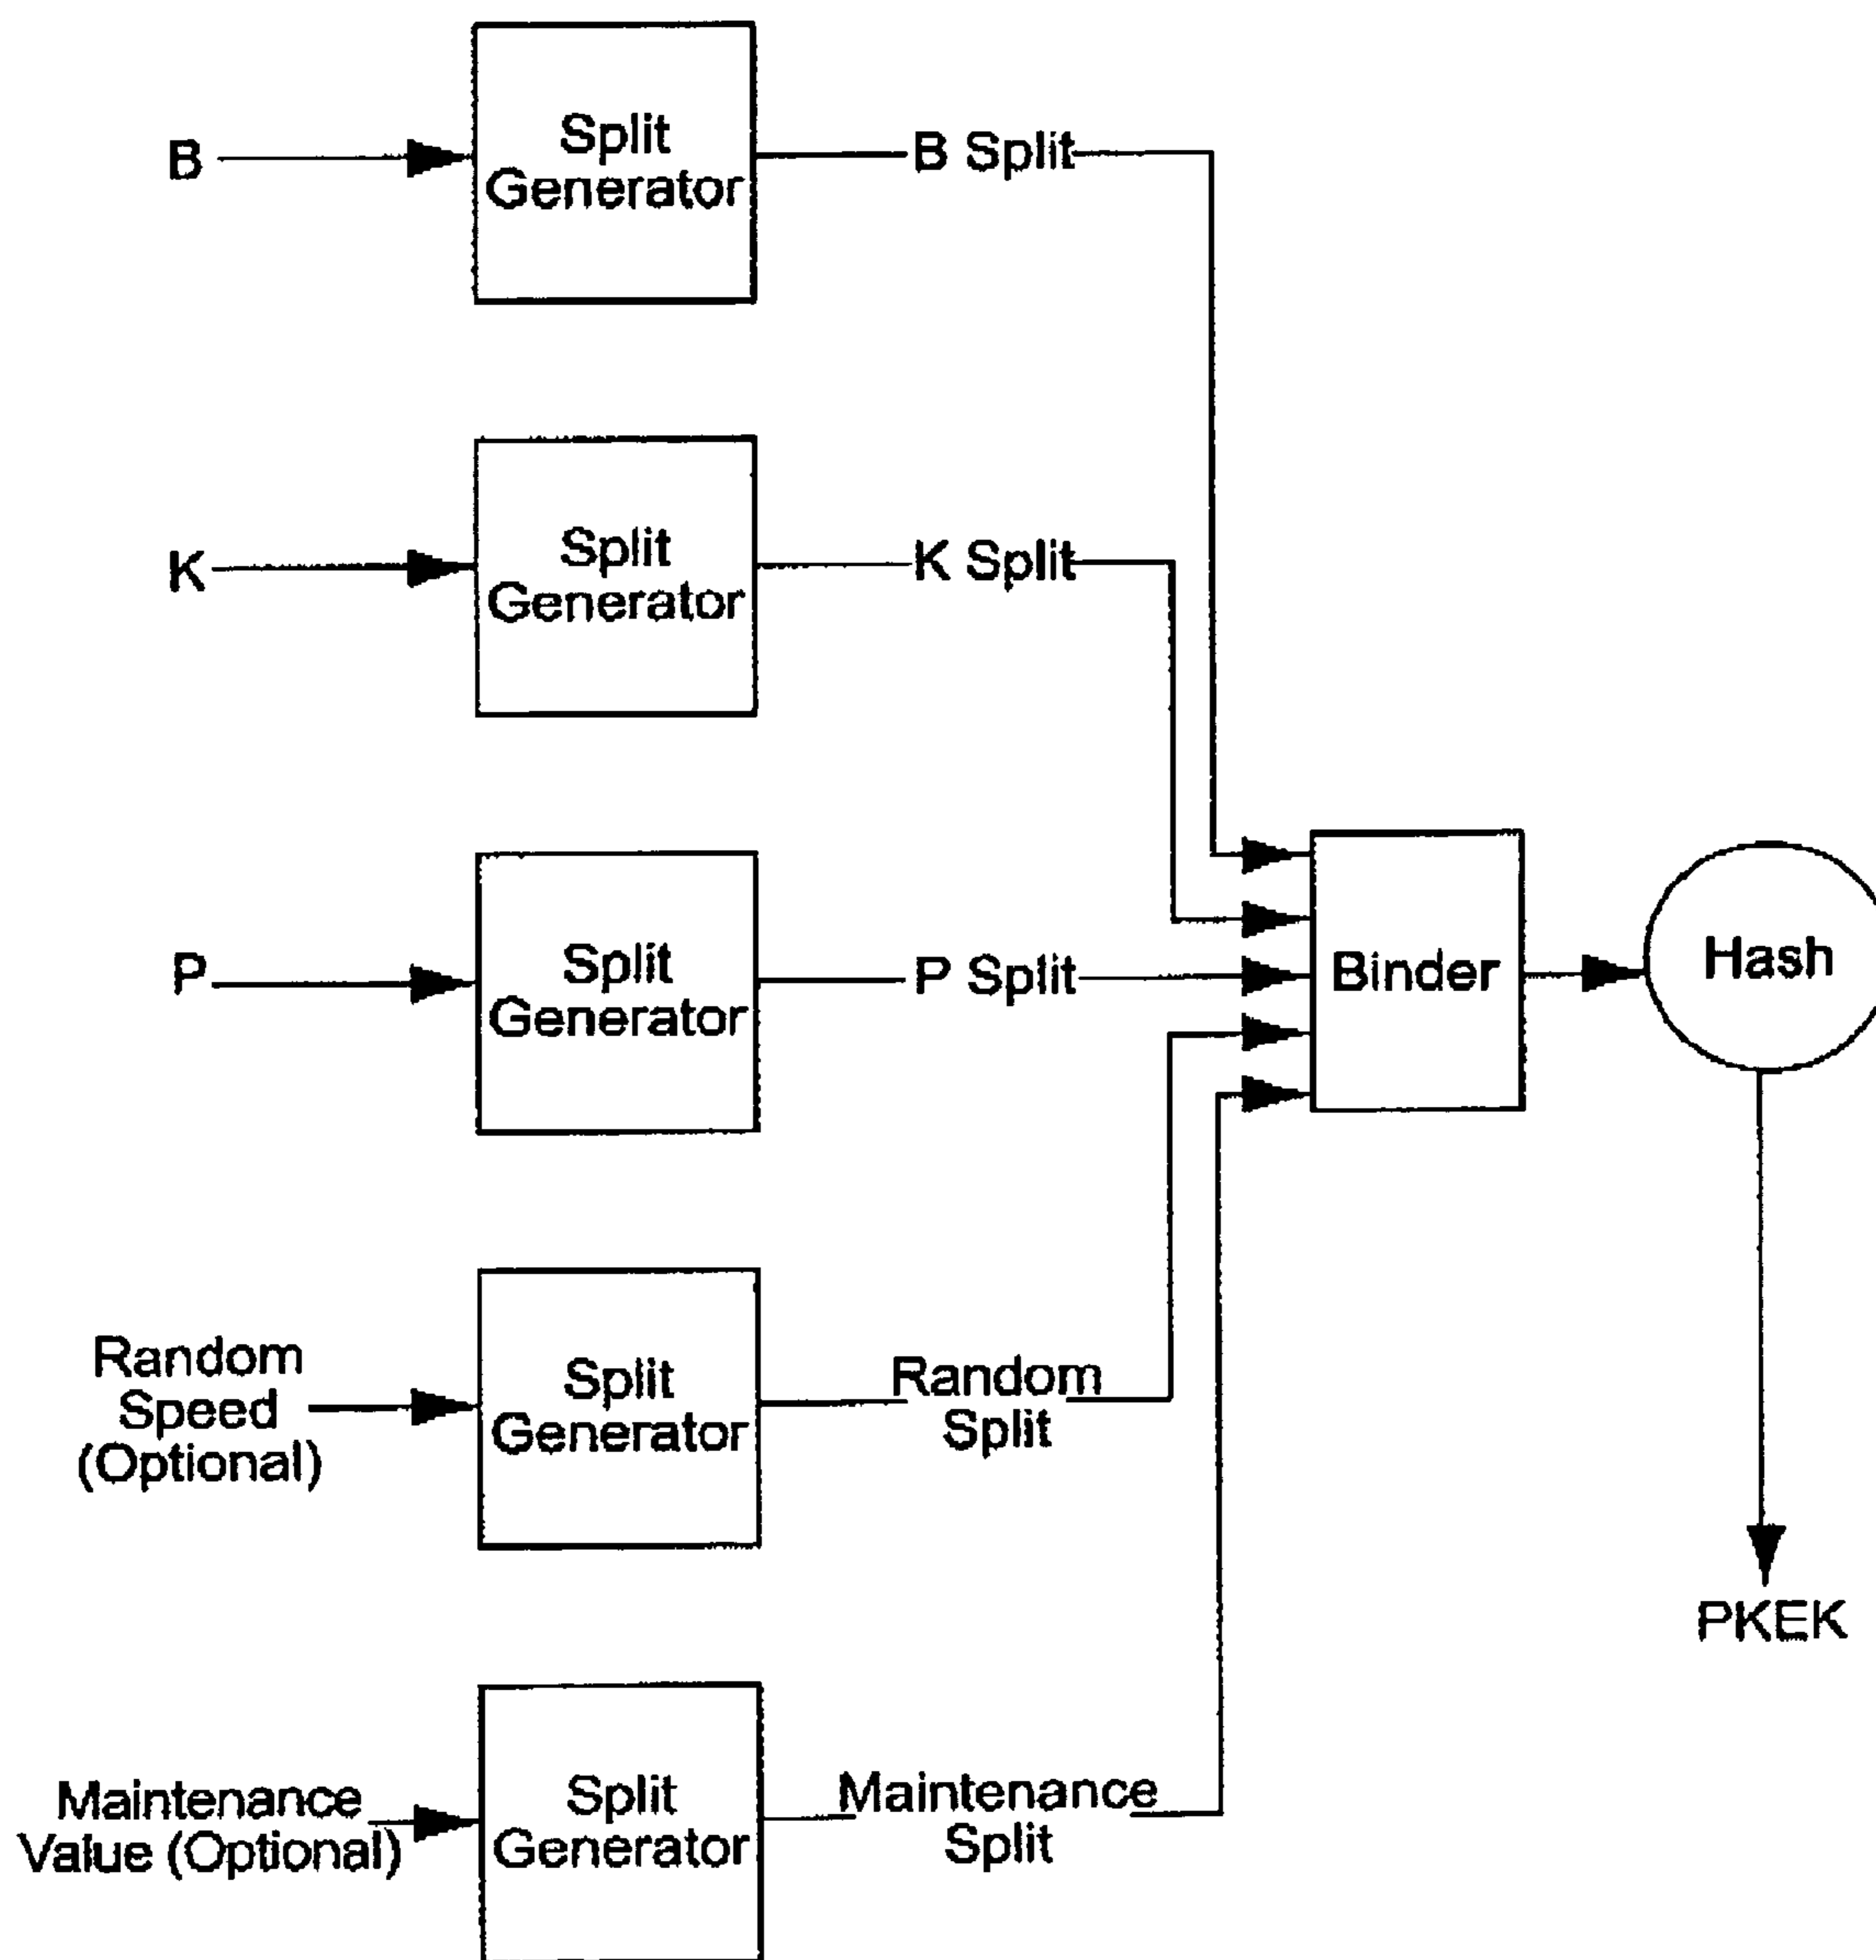 B
Split
Generator
B Split
K
Split
Generator
K Split
P
Split
Generator
P Split
Binder
Hash
Random
Speed
(Optional)
Split
Generator
Random
Split
PKEK
Maintenance
Value (Optional)
Split
Generator
Maintenance
Split